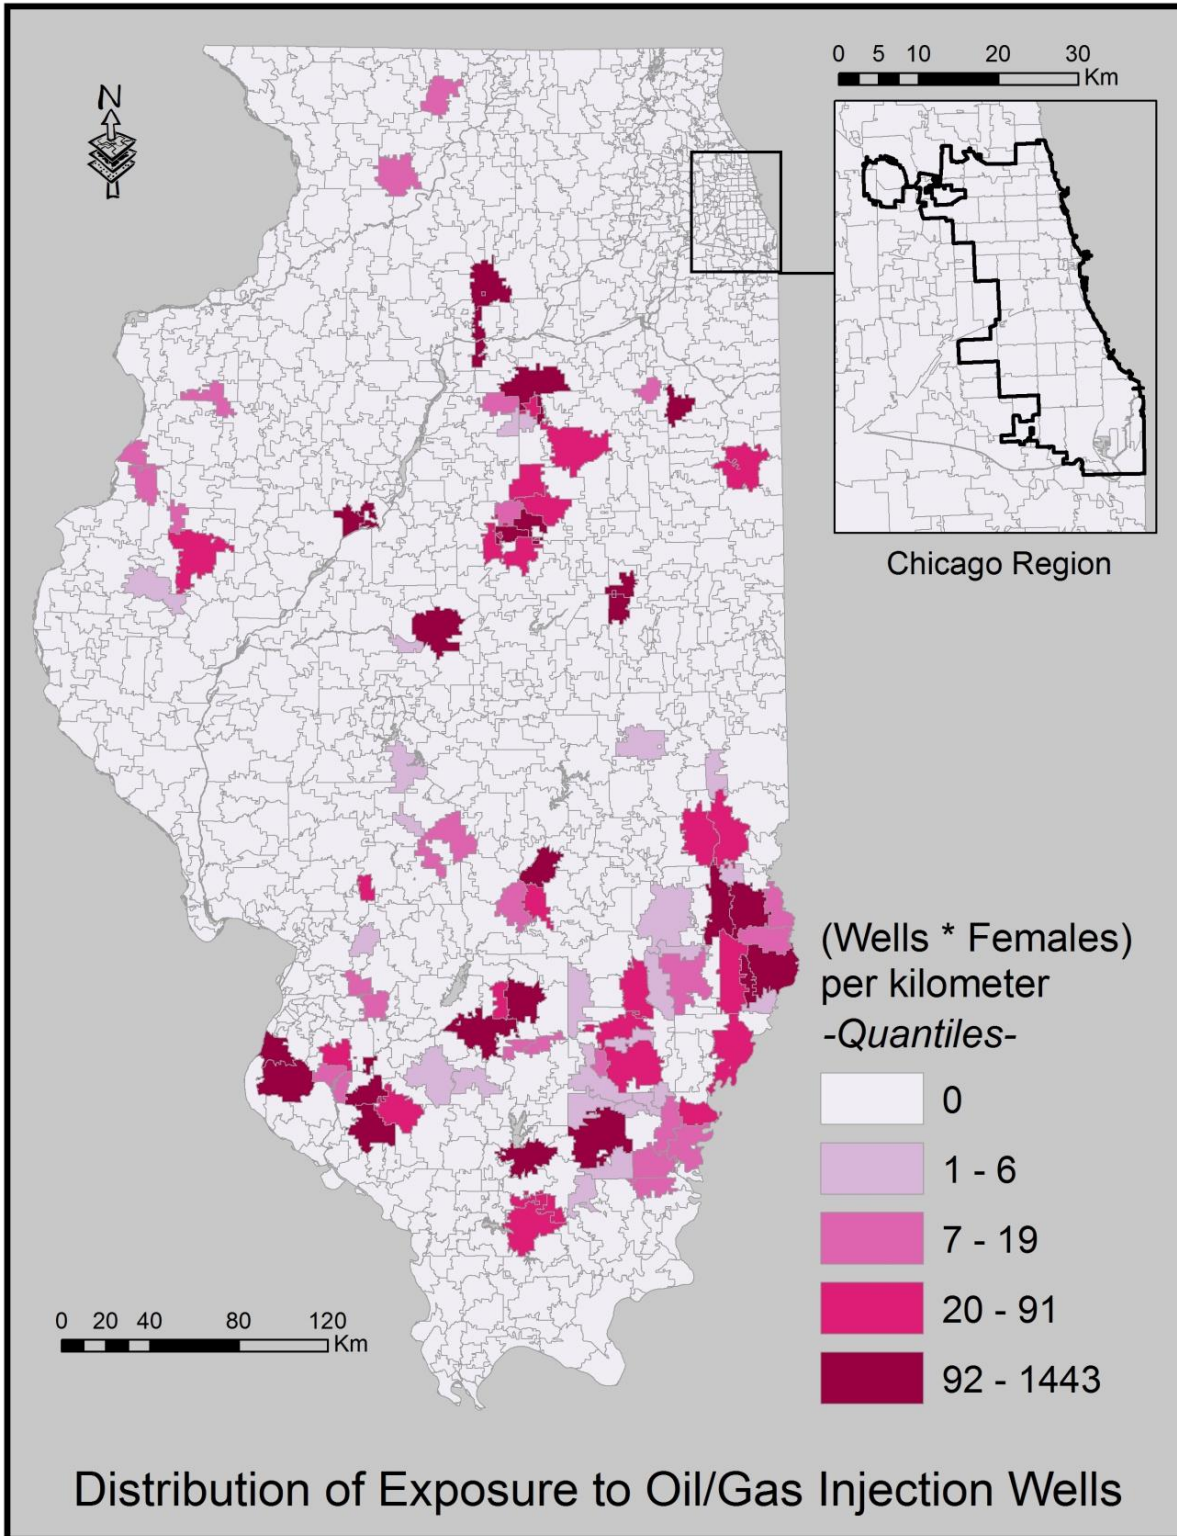 N
0 5 10 20 30
Km
Chicago Region
(Wells * Females)
per kilometer
-Quantiles-
0
1 - 6
7 - 19
20 - 91
92 - 1443
0 20 40 80 120
Km
Distribution of Exposure to Oil/Gas Injection Wells